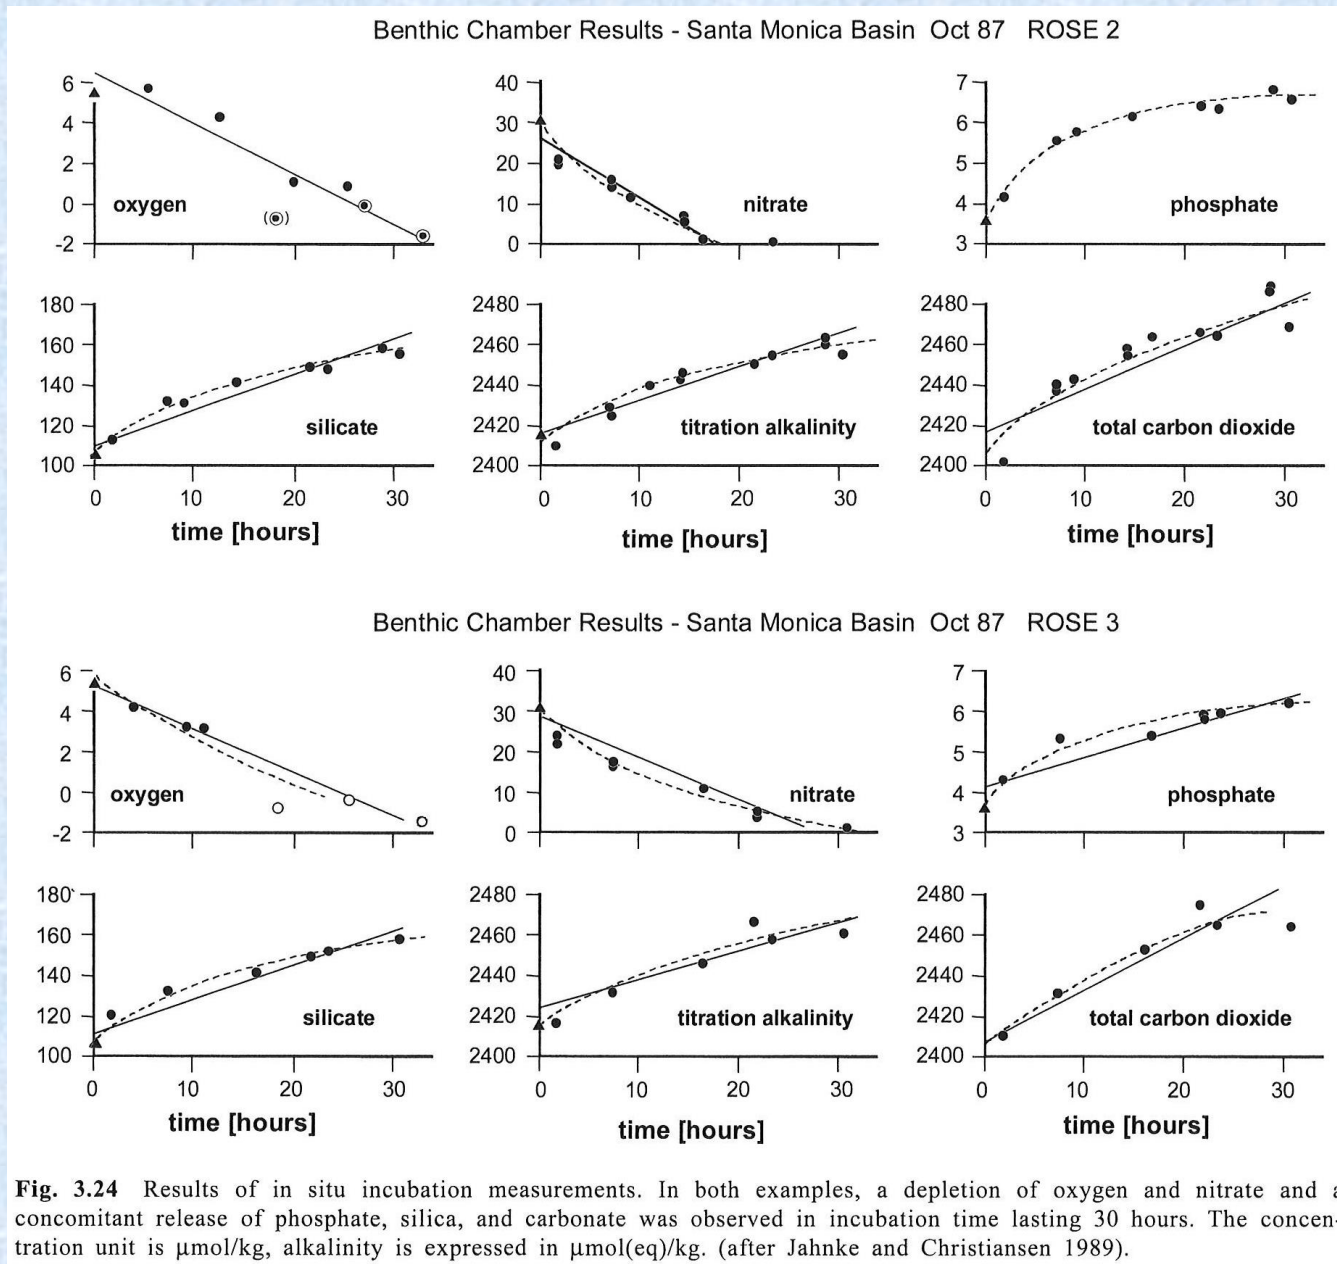 Benthic Chamber Results - Santa Monica Basin Oct 87 ROSE 2
6
4
2
0
-2
oxygen
40
30
20
10
0
nitrate
7
6
5
4
3
phosphate
180
160
140
120
100
silicate
0 10 20 30
time [hours]
2480
2460
2440
2420
2400
titration alkalinity
0 10 20 30
time [hours]
2480
2460
2440
2420
2400
total carbon dioxide
0 10 20 30
time [hours]
Benthic Chamber Results - Santa Monica Basin Oct 87 ROSE 3
6
4
2
0
-2
oxygen
40
30
20
10
0
nitrate
7
6
5
4
3
phosphate
180
160
140
120
100
silicate
0 10 20 30
time [hours]
2480
2460
2440
2420
2400
titration alkalinity
0 10 20 30
time [hours]
2480
2460
2440
2420
2400
total carbon dioxide
0 10 20 30
time [hours]
Fig. 3.24 Results of in situ incubation measurements. In both examples, a depletion of oxygen and nitrate and a
concomitant release of phosphate, silica, and carbonate was observed in incubation time lasting 30 hours. The concen-
tration unit is µmol/kg, alkalinity is expressed in µmol(eq)/kg. (after Jahnke and Christiansen 1989).